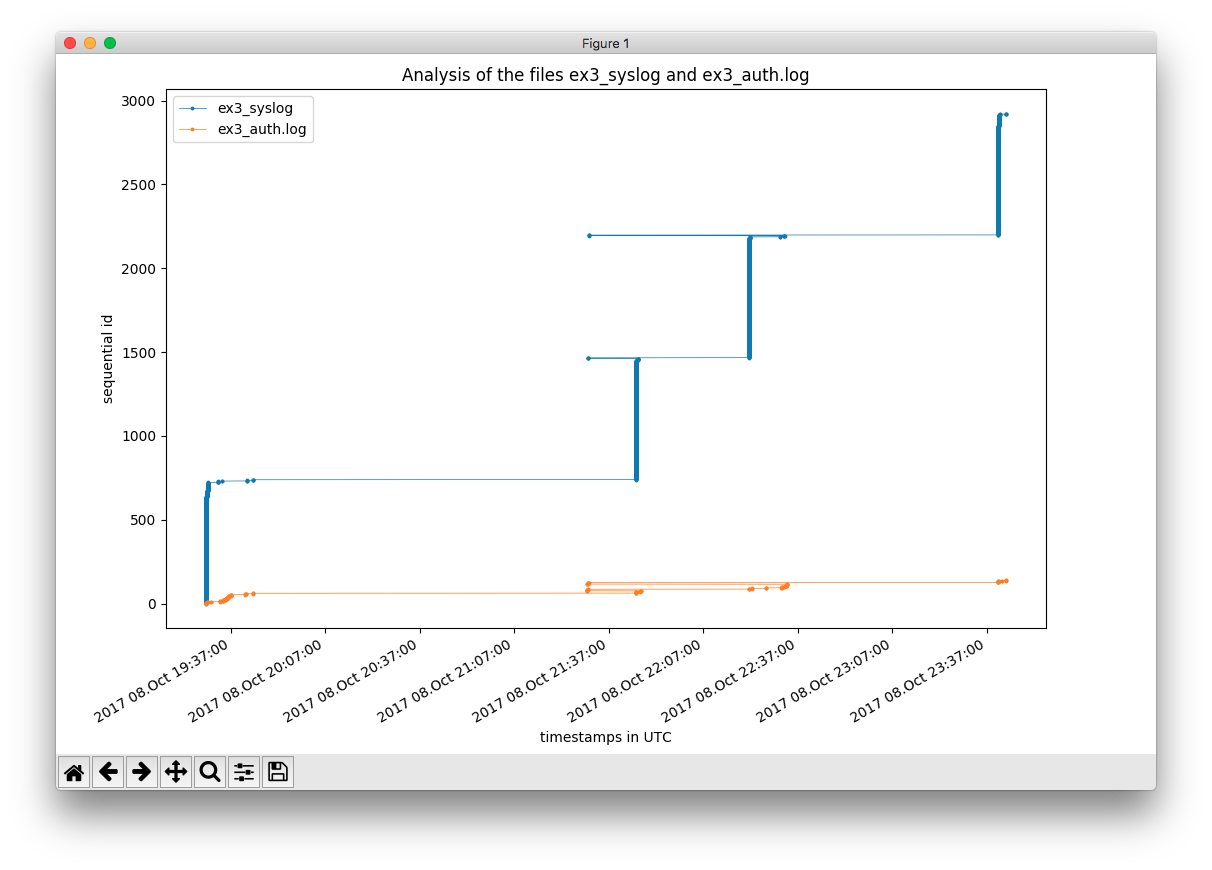 Figure 1
Analysis of the files ex3_syslog and ex3_auth.log
ex3_syslog
ex3_auth.log
3000
2500
2000
1500
1000
500
0
sequential id
2017 08.Oct 19:37:00
2017 08.Oct 20:07:00
2017 08.Oct 20:37:00
2017 08.Oct 21:07:00
2017 08.Oct 21:37:00
2017 08.Oct 22:07:00
2017 08.Oct 22:37:00
2017 08.Oct 23:07:00
2017 08.Oct 23:37:00
timestamps in UTC